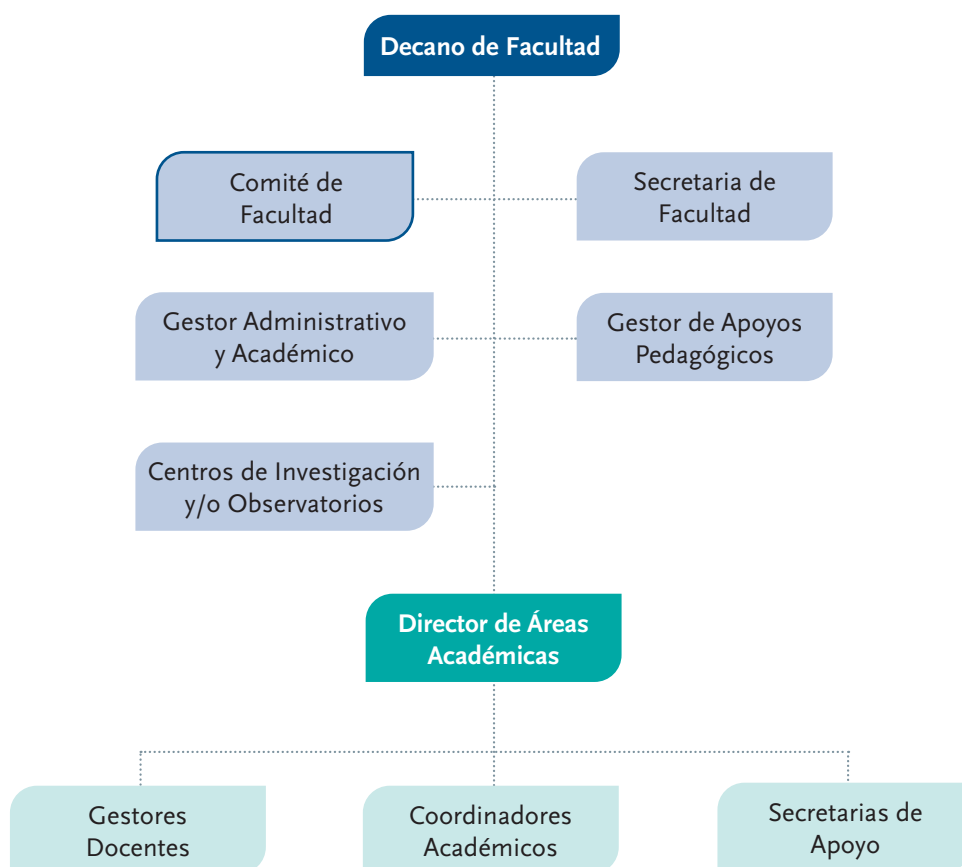 Decano de Facultad
Comité de
Facultad
Secretaria de
Facultad
Gestor Administrativo
y Académico
Gestor de Apoyos
Pedagógicos
Centros de Investigación
y/o Observatorios
Director de Áreas
Académicas
Gestores
Docentes
Coordinadores
Académicos
Secretarias de
Apoyo